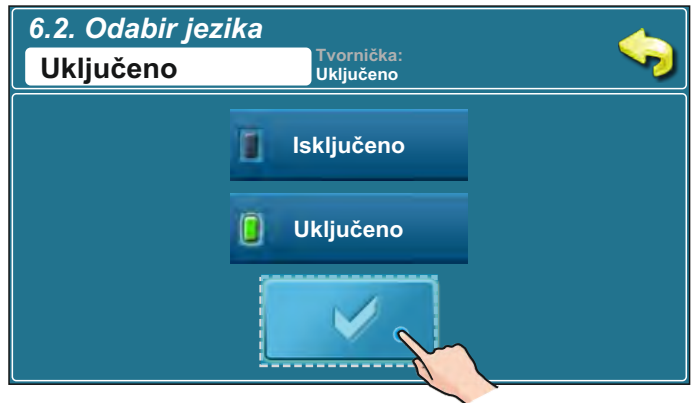 6.2. Odabir jezika
Uključeno
Tvornička:
Uključeno
Isključeno
Uključeno